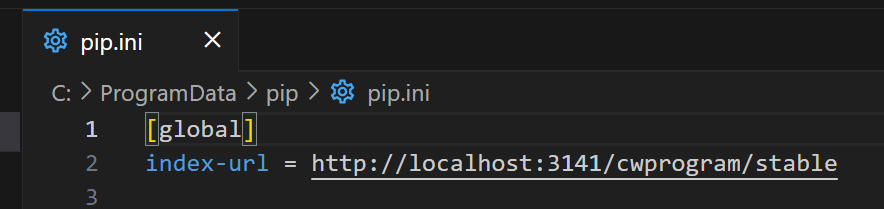 pip.ini
C: > ProgramData > pip > pip.ini
1 [global]
2 index-url = http://localhost:3141/cwprogram/stable
3